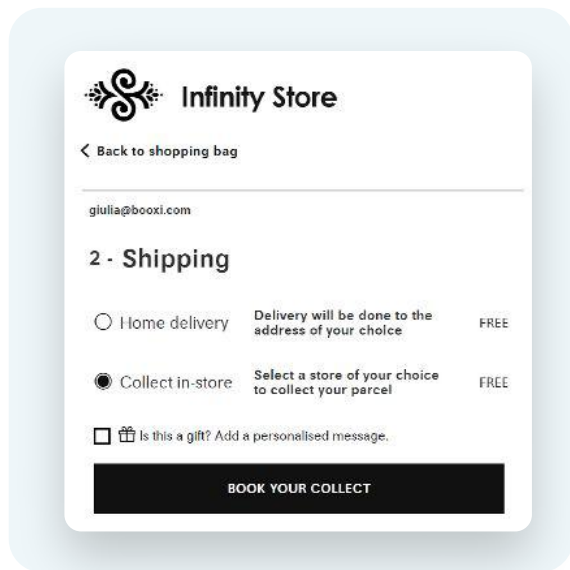 Infinity Store
Back to shopping bag
giulia@booxi.com
2 - Shipping
Home delivery
Delivery will be done to the
address of your choice
FREE
Collect in-store
Select a store of your choice
to collect your parcel
FREE
Is this a gift? Add a personalised message.
BOOK YOUR COLLECT